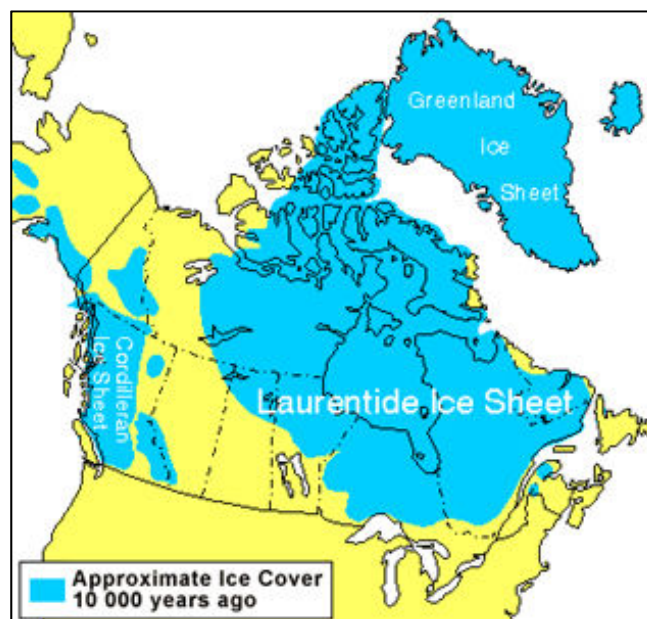 Greenland
Ice
Sheet
Cordilleran
Ice Sheet
Laurentide Ice Sheet
Approximate Ice Cover
10 000 years ago